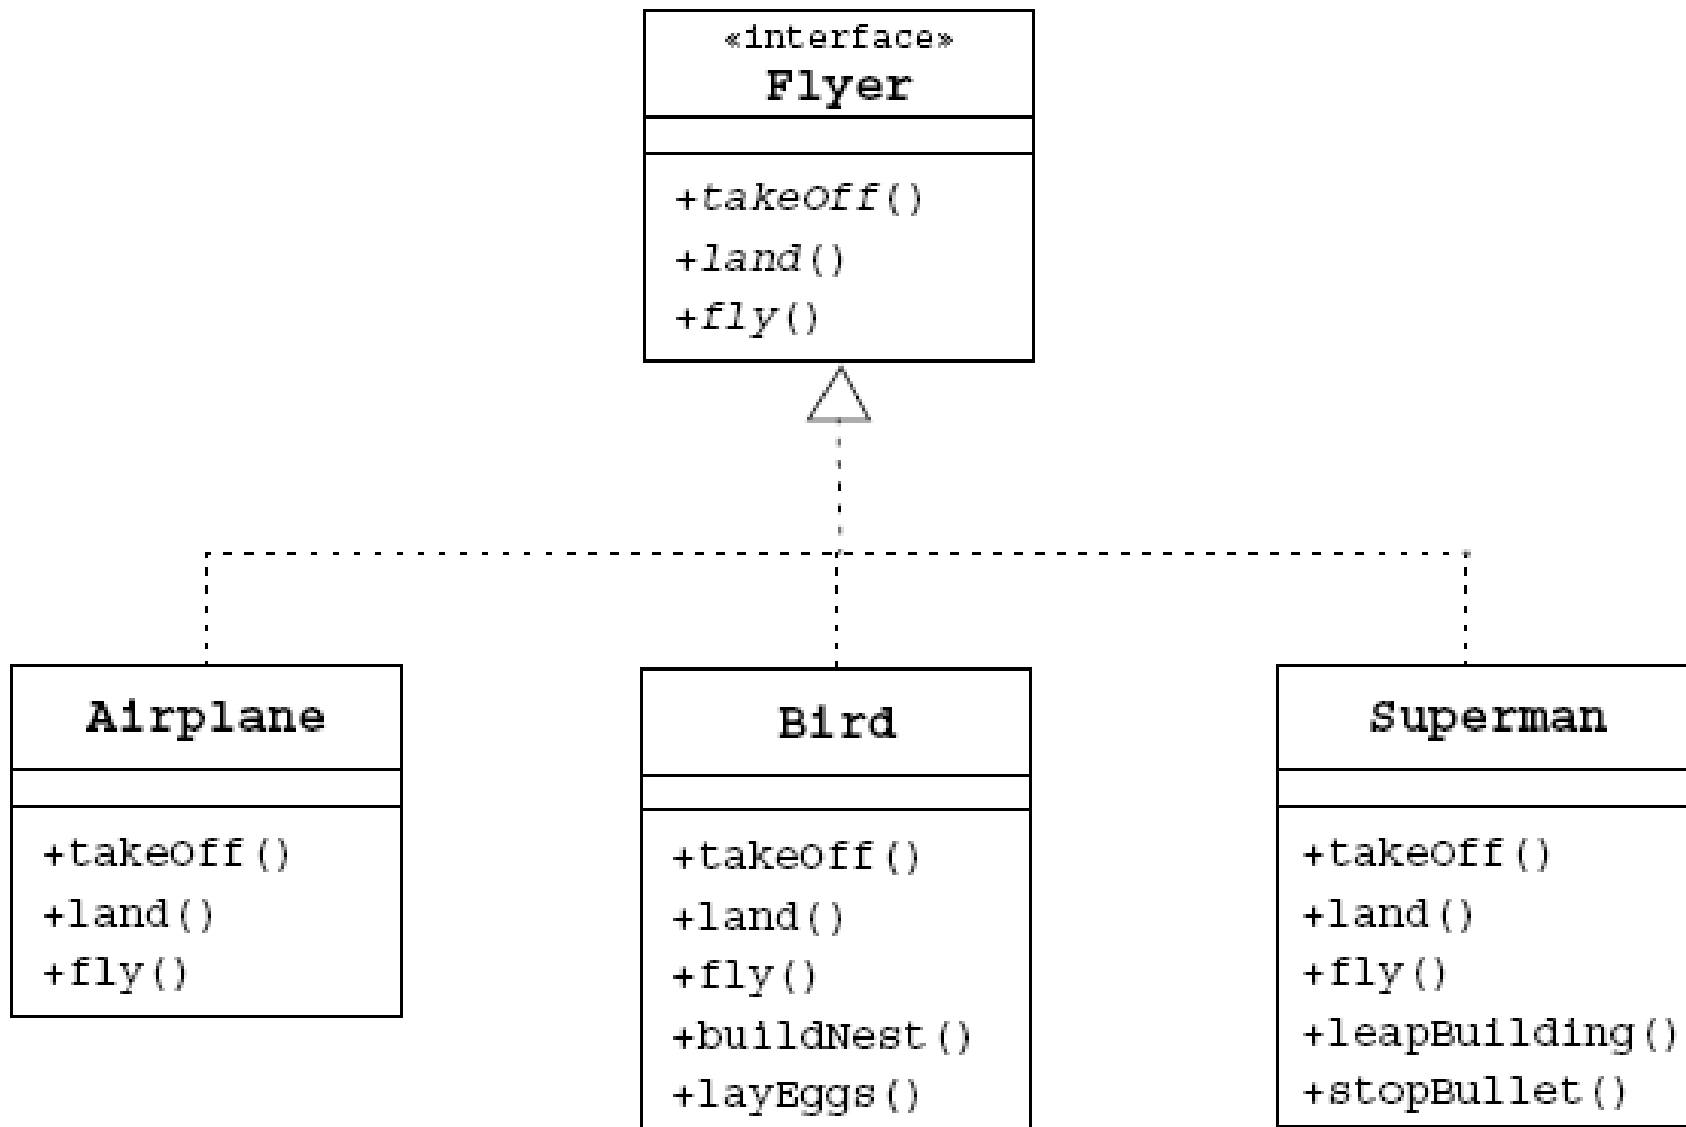 «interface»
Flyer
+takeOff()
+land()
+fly()
Airplane
+takeOff()
+land()
+fly()
Bird
+takeOff()
+land()
+fly()
+buildNest()
+layEggs()
Superman
+takeOff()
+land()
+fly()
+leapBuilding()
+stopBullet()